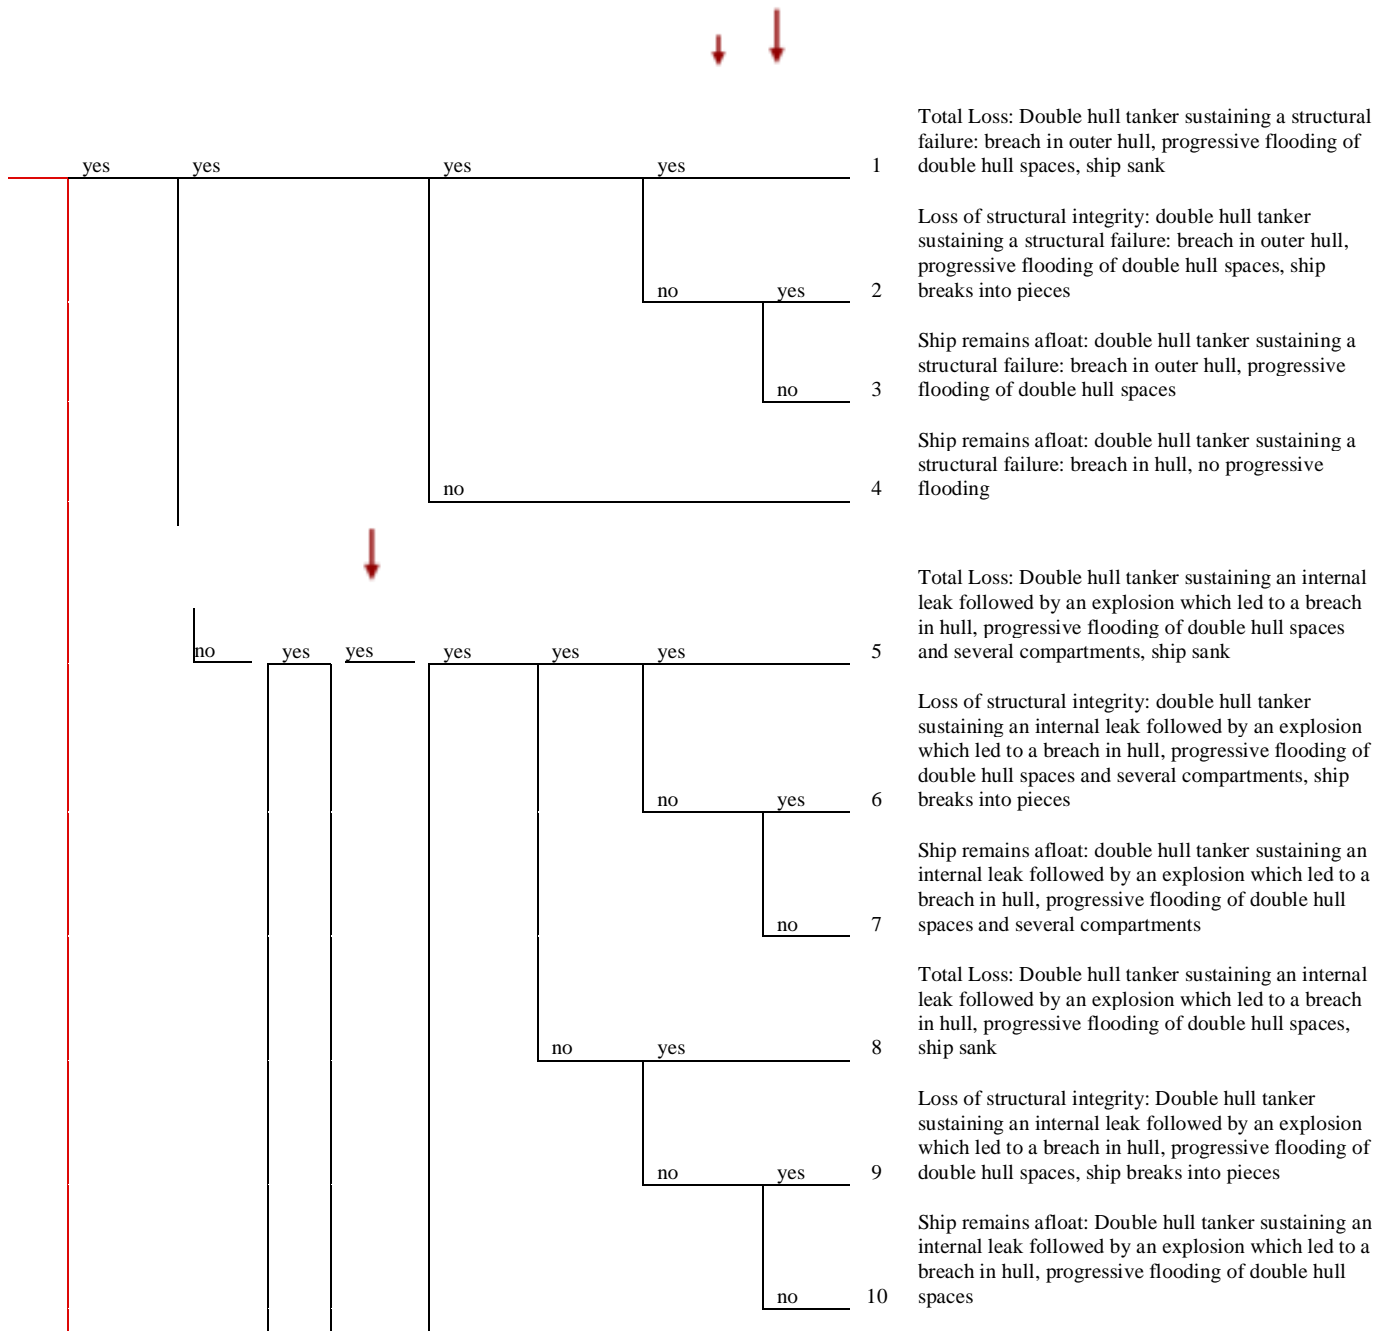 Total Loss: Double hull tanker sustaining a structural
failure: breach in outer hull, progressive flooding of
yes yes yes yes 1 double hull spaces, ship sank
Loss of structural integrity: double hull tanker
sustaining a structural failure: breach in outer hull,
progressive flooding of double hull spaces, ship
no yes 2 breaks into pieces
Ship remains afloat: double hull tanker sustaining a
structural failure: breach in outer hull, progressive
no 3 flooding of double hull spaces
Ship remains afloat: double hull tanker sustaining a
structural failure: breach in hull, no progressive
no 4 flooding
Total Loss: Double hull tanker sustaining an internal
leak followed by an explosion which led to a breach
in hull, progressive flooding of double hull spaces
no yes yes yes yes yes 5 and several compartments, ship sank
Loss of structural integrity: double hull tanker
sustaining an internal leak followed by an explosion
which led to a breach in hull, progressive flooding of
double hull spaces and several compartments, ship
no yes 6 breaks into pieces
Ship remains afloat: double hull tanker sustaining an
internal leak followed by an explosion which led to a
breach in hull, progressive flooding of double hull
no 7 spaces and several compartments
Total Loss: Double hull tanker sustaining an internal
leak followed by an explosion which led to a breach
in hull, progressive flooding of double hull spaces,
no yes 8 ship sank
Loss of structural integrity: Double hull tanker
sustaining an internal leak followed by an explosion
which led to a breach in hull, progressive flooding of
no yes 9 double hull spaces, ship breaks into pieces
Ship remains afloat: Double hull tanker sustaining an
internal leak followed by an explosion which led to a
breach in hull, progressive flooding of double hull
no 10 spaces